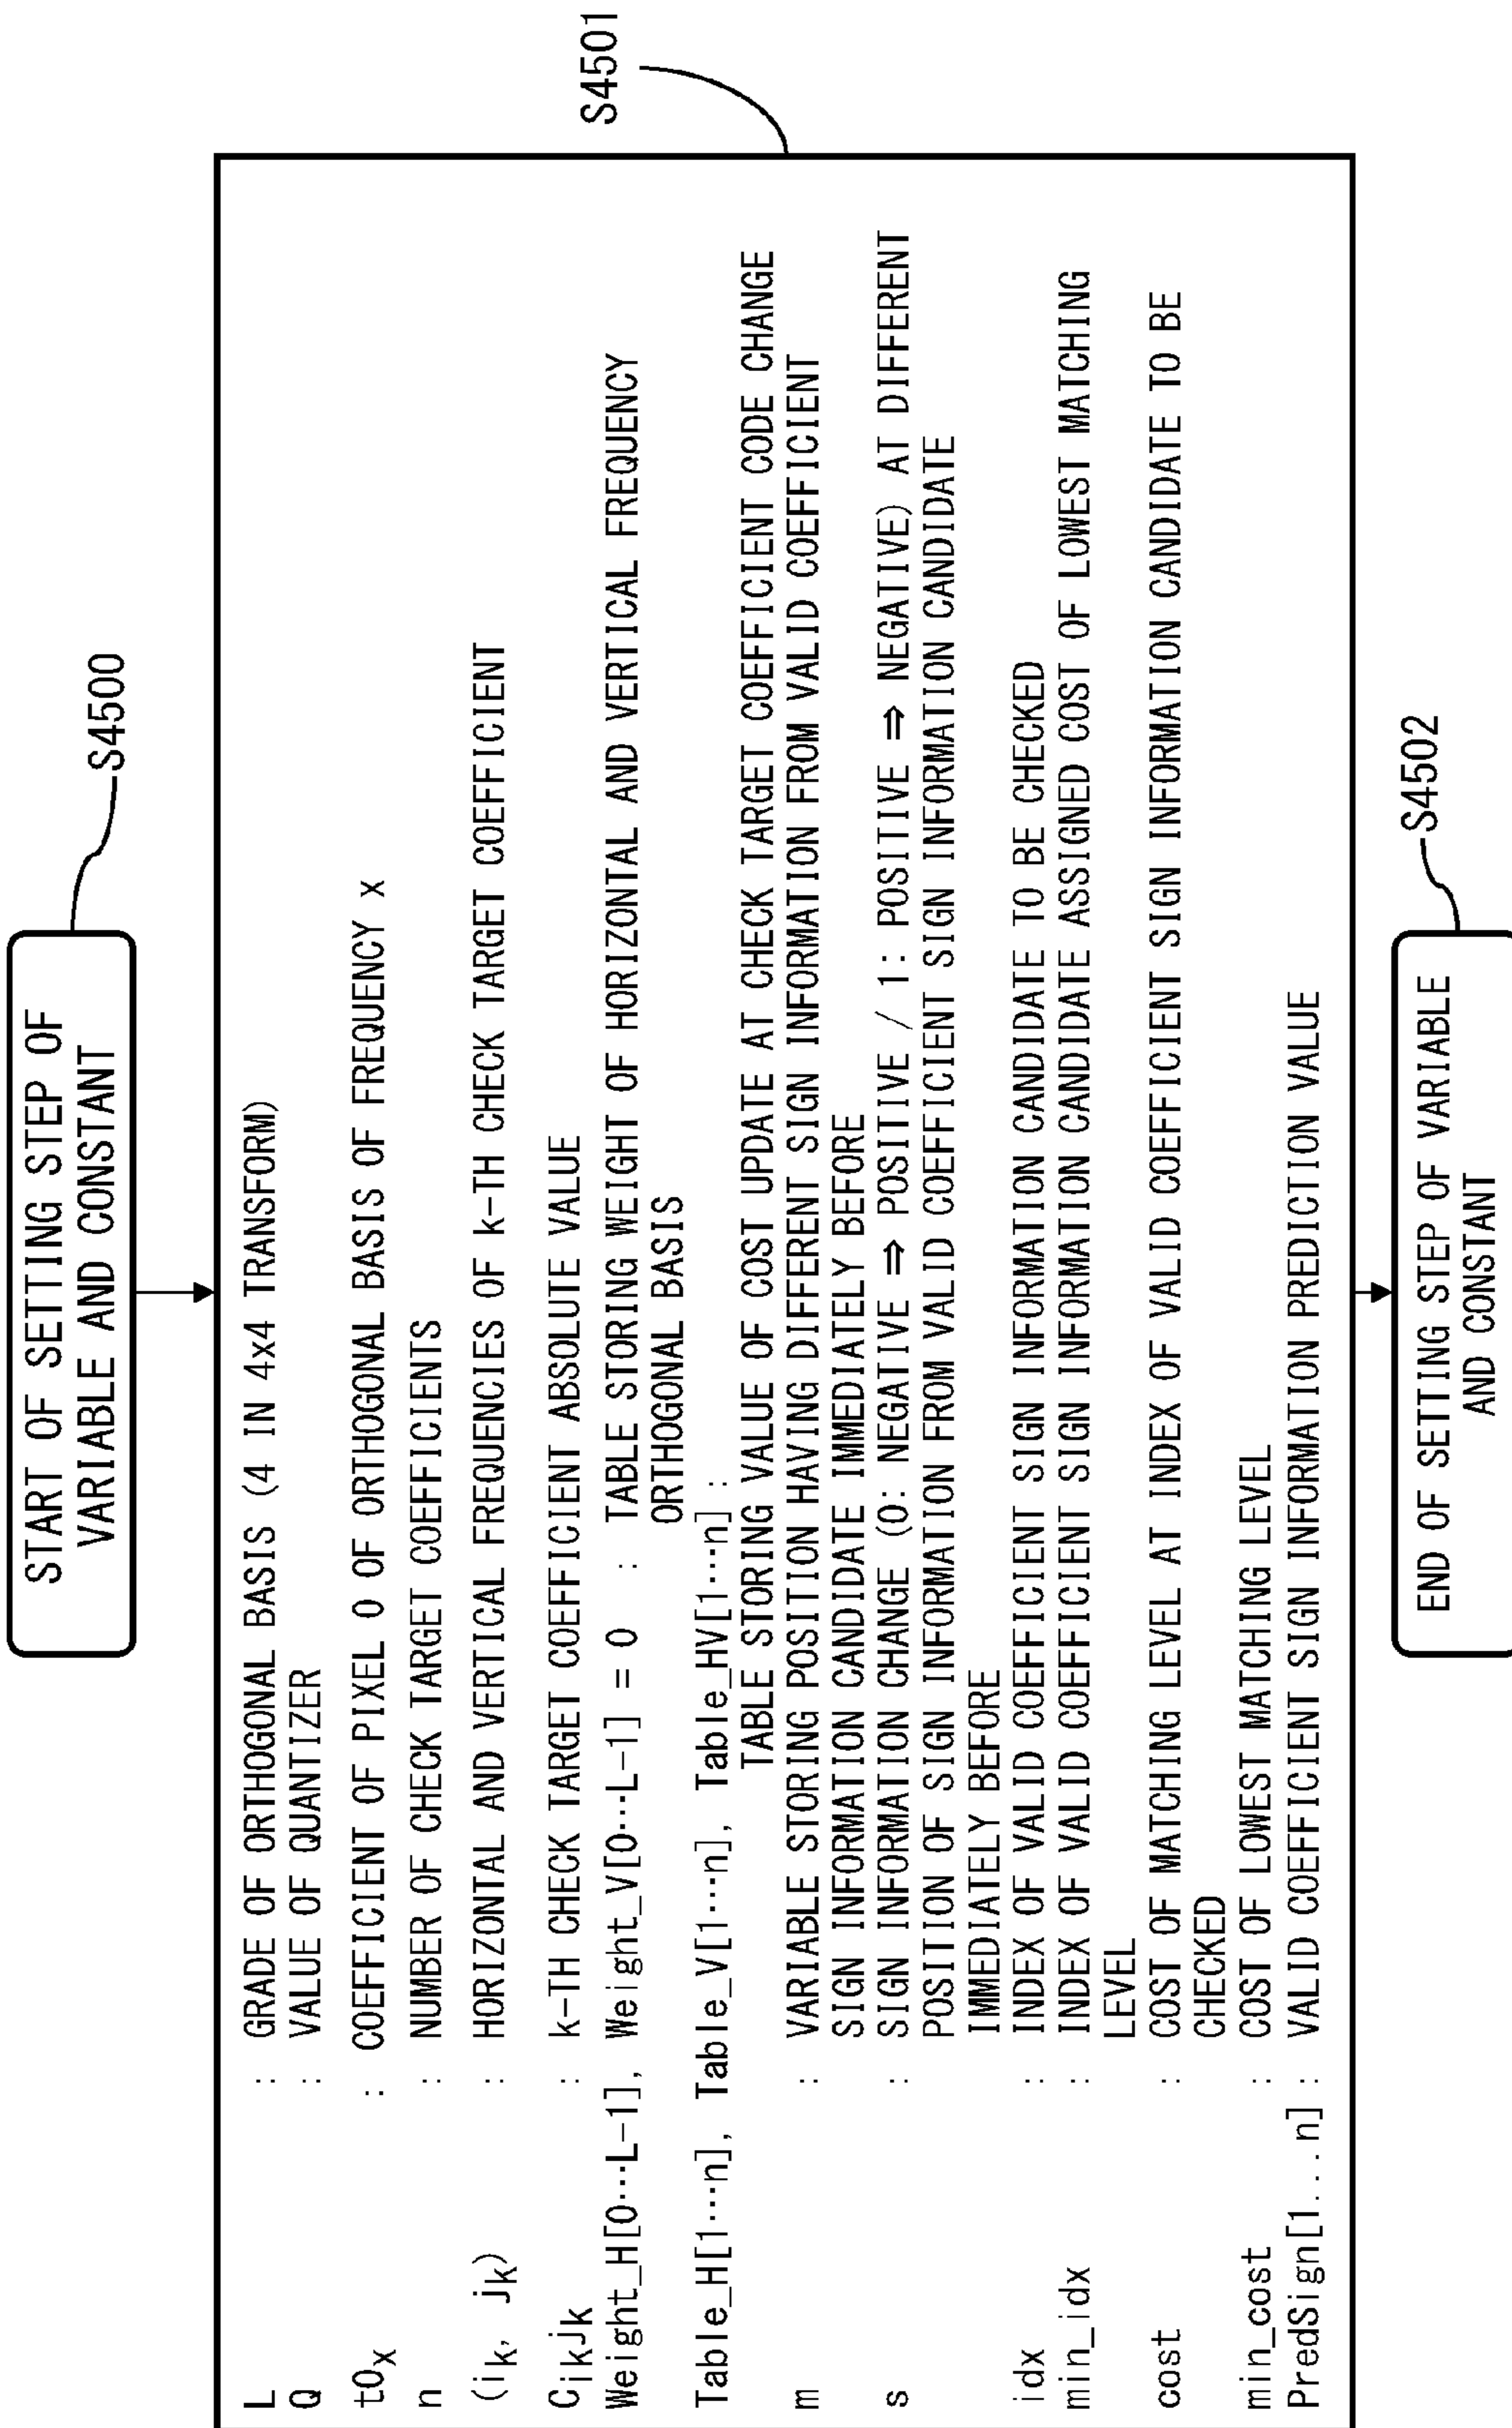 START OF SETTING STEP OF
VARIABLE AND CONSTANT
S4500
S4501
L : GRADE OF ORTHOGONAL BASIS (4 IN 4x4 TRANSFORM)
Q : VALUE OF QUANTIZER
t0x : COEFFICIENT OF PIXEL 0 OF ORTHOGONAL BASIS OF FREQUENCY x
n : NUMBER OF CHECK TARGET COEFFICIENTS
(ik, jk) : HORIZONTAL AND VERTICAL FREQUENCIES OF k-TH CHECK TARGET COEFFICIENT
Cikjk : k-TH CHECK TARGET COEFFICIENT ABSOLUTE VALUE
Weight_H[0···L-1], Weight_V[0···L-1] = 0 : TABLE STORING WEIGHT OF HORIZONTAL AND VERTICAL FREQUENCY
ORTHOGONAL BASIS
Table_H[1···n], Table_V[1···n], Table_HV[1···n] :
TABLE STORING VALUE OF COST UPDATE AT CHECK TARGET COEFFICIENT CODE CHANGE
m : VARIABLE STORING POSITION HAVING DIFFERENT SIGN INFORMATION FROM VALID COEFFICIENT
SIGN INFORMATION CANDIDATE IMMEDIATELY BEFORE
s : SIGN INFORMATION CHANGE (0: NEGATIVE ⇒ POSITIVE / 1: POSITIVE ⇒ NEGATIVE) AT DIFFERENT
POSITION OF SIGN INFORMATION FROM VALID COEFFICIENT SIGN INFORMATION CANDIDATE
IMMEDIATELY BEFORE
idx : INDEX OF VALID COEFFICIENT SIGN INFORMATION CANDIDATE TO BE CHECKED
min_idx : INDEX OF VALID COEFFICIENT SIGN INFORMATION CANDIDATE ASSIGNED COST OF LOWEST MATCHING
LEVEL
cost : COST OF MATCHING LEVEL AT INDEX OF VALID COEFFICIENT SIGN INFORMATION CANDIDATE TO BE
CHECKED
min_cost : COST OF LOWEST MATCHING LEVEL
PredSign[1...n] : VALID COEFFICIENT SIGN INFORMATION PREDICTION VALUE
END OF SETTING STEP OF VARIABLE
AND CONSTANT
S4502